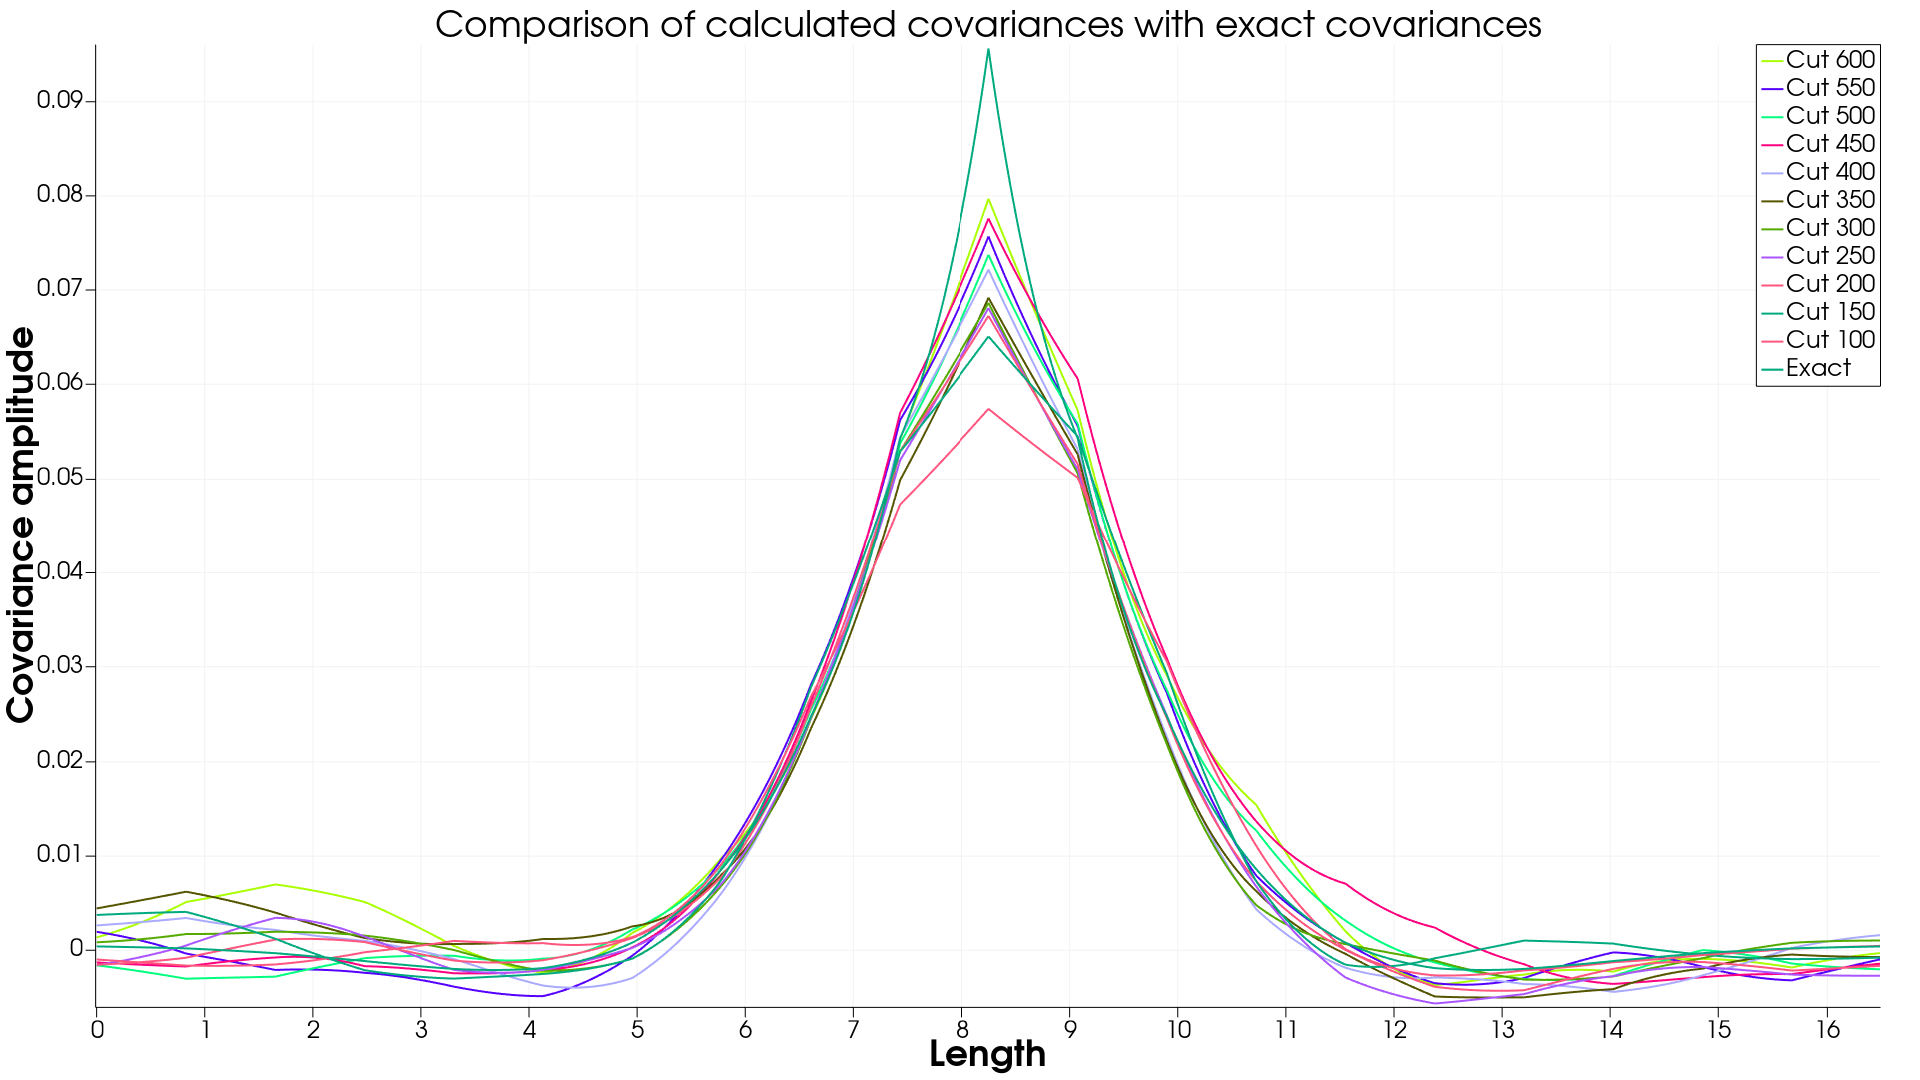 Comparison of calculated covariances with exact covariances
Cut 600
Cut 550
Cut 500
Cut 450
Cut 400
Cut 350
Cut 300
Cut 250
Cut 200
Cut 150
Cut 100
Exact
Covariance amplitude
0.09
0.08
0.07
0.06
0.05
0.04
0.03
0.02
0.01
0
0 1 2 3 4 5 6 7 8 9 10 11 12 13 14 15 16
Length